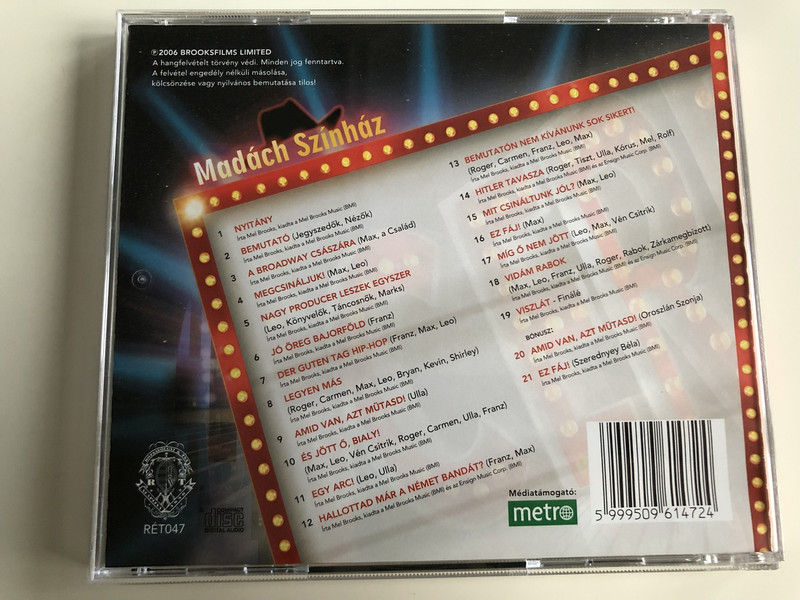 ℗2006 BROOKSFILMS LIMITED
A hangfelvételt törvény védi. Minden jog fenntartva.
A felvétel engedély nélküli másolása,
kölcsönzése vagy nyilvános bemutatása tilos!
Madách Színház
1 NYITÁNY
Írta Mel Brooks, kiadta a Mel Brooks Music (BMI)
2 BEMUTATÓ (Jegyszedők, Nézők)
Írta Mel Brooks, kiadta a Mel Brooks Music (BMI)
3 A BROADWAY CSÁSZÁRA (Max, a Család)
Írta Mel Brooks, kiadta a Mel Brooks Music (BMI)
4 MEGCSINÁLJUK! (Max, Leo)
Írta Mel Brooks, kiadta a Mel Brooks Music (BMI)
5 NAGY PRODUCER LESZEK EGYSZER
(Leo, Könyvelők, Táncosnők, Marks)
Írta Mel Brooks, kiadta a Mel Brooks Music (BMI)
6 JÓ ÖREG BAJORFÖLD (Franz)
Írta Mel Brooks, kiadta a Mel Brooks Music (BMI)
7 DER GUTEN TAG HIP-HOP (Franz, Max, Leo)
Írta Mel Brooks, kiadta a Mel Brooks Music (BMI)
8 LEGYEN MÁS
(Roger, Carmen, Max, Leo, Bryan, Kevin, Shirley)
Írta Mel Brooks, kiadta a Mel Brooks Music (BMI)
9 AMID VAN, AZT MŰTASD! (Ulla)
Írta Mel Brooks, kiadta a Mel Brooks Music (BMI)
10 ÉS JÖTT Ő, BIALY!
(Max, Leo, Vén Csitrik, Roger, Carmen, Ulla, Franz)
Írta Mel Brooks, kiadta a Mel Brooks Music (BMI)
11 EGY ARC! (Leo, Ulla)
Írta Mel Brooks, kiadta a Mel Brooks Music (BMI)
12 HALLOTTAD MÁR A NÉMET BANDÁT? (Franz, Max)
Írta Mel Brooks, kiadta a Mel Brooks Music (BMI) és az Ensign Music Corp. (BMI)
13 BEMUTATÓN NEM KÍVÁNUNK SOK SIKERT!
(Roger, Carmen, Franz, Leo, Max)
Írta Mel Brooks, kiadta a Mel Brooks Music (BMI)
14 HITLER TAVASZA (Roger, Tiszt, Ulla, Kórus, Mel, Rolf)
Írta Mel Brooks, kiadta a Mel Brooks Music (BMI) és az Ensign Music Corp. (BMI)
15 MIT CSINÁLTUNK JÓL? (Max, Leo)
Írta Mel Brooks, kiadta a Mel Brooks Music (BMI)
16 EZ FÁJ! (Max)
Írta Mel Brooks, kiadta a Mel Brooks Music (BMI)
17 MÍG Ő NEM JÖTT (Leo, Max, Vén Csitrik)
Írta Mel Brooks, kiadta a Mel Brooks Music (BMI)
18 VIDÁM RABOK
(Max, Leo, Franz, Ulla, Roger, Rabok, Zárkamegbízott)
Írta Mel Brooks, kiadta a Mel Brooks Music (BMI)
19 VISZLÁT - Finálé
Írta Mel Brooks, kiadta a Mel Brooks Music (BMI)
BÓNUSZ:
20 AMID VAN, AZT MŰTASD! (Oroszlán Szonja)
Írta Mel Brooks, kiadta a Mel Brooks Music (BMI)
21 EZ FÁJ! (Szerednyey Béla)
Írta Mel Brooks, kiadta a Mel Brooks Music (BMI)
R T
RÉT047
COMPACT
disc
DIGITAL AUDIO
Médiatámogató:
metro
5 999509 614724